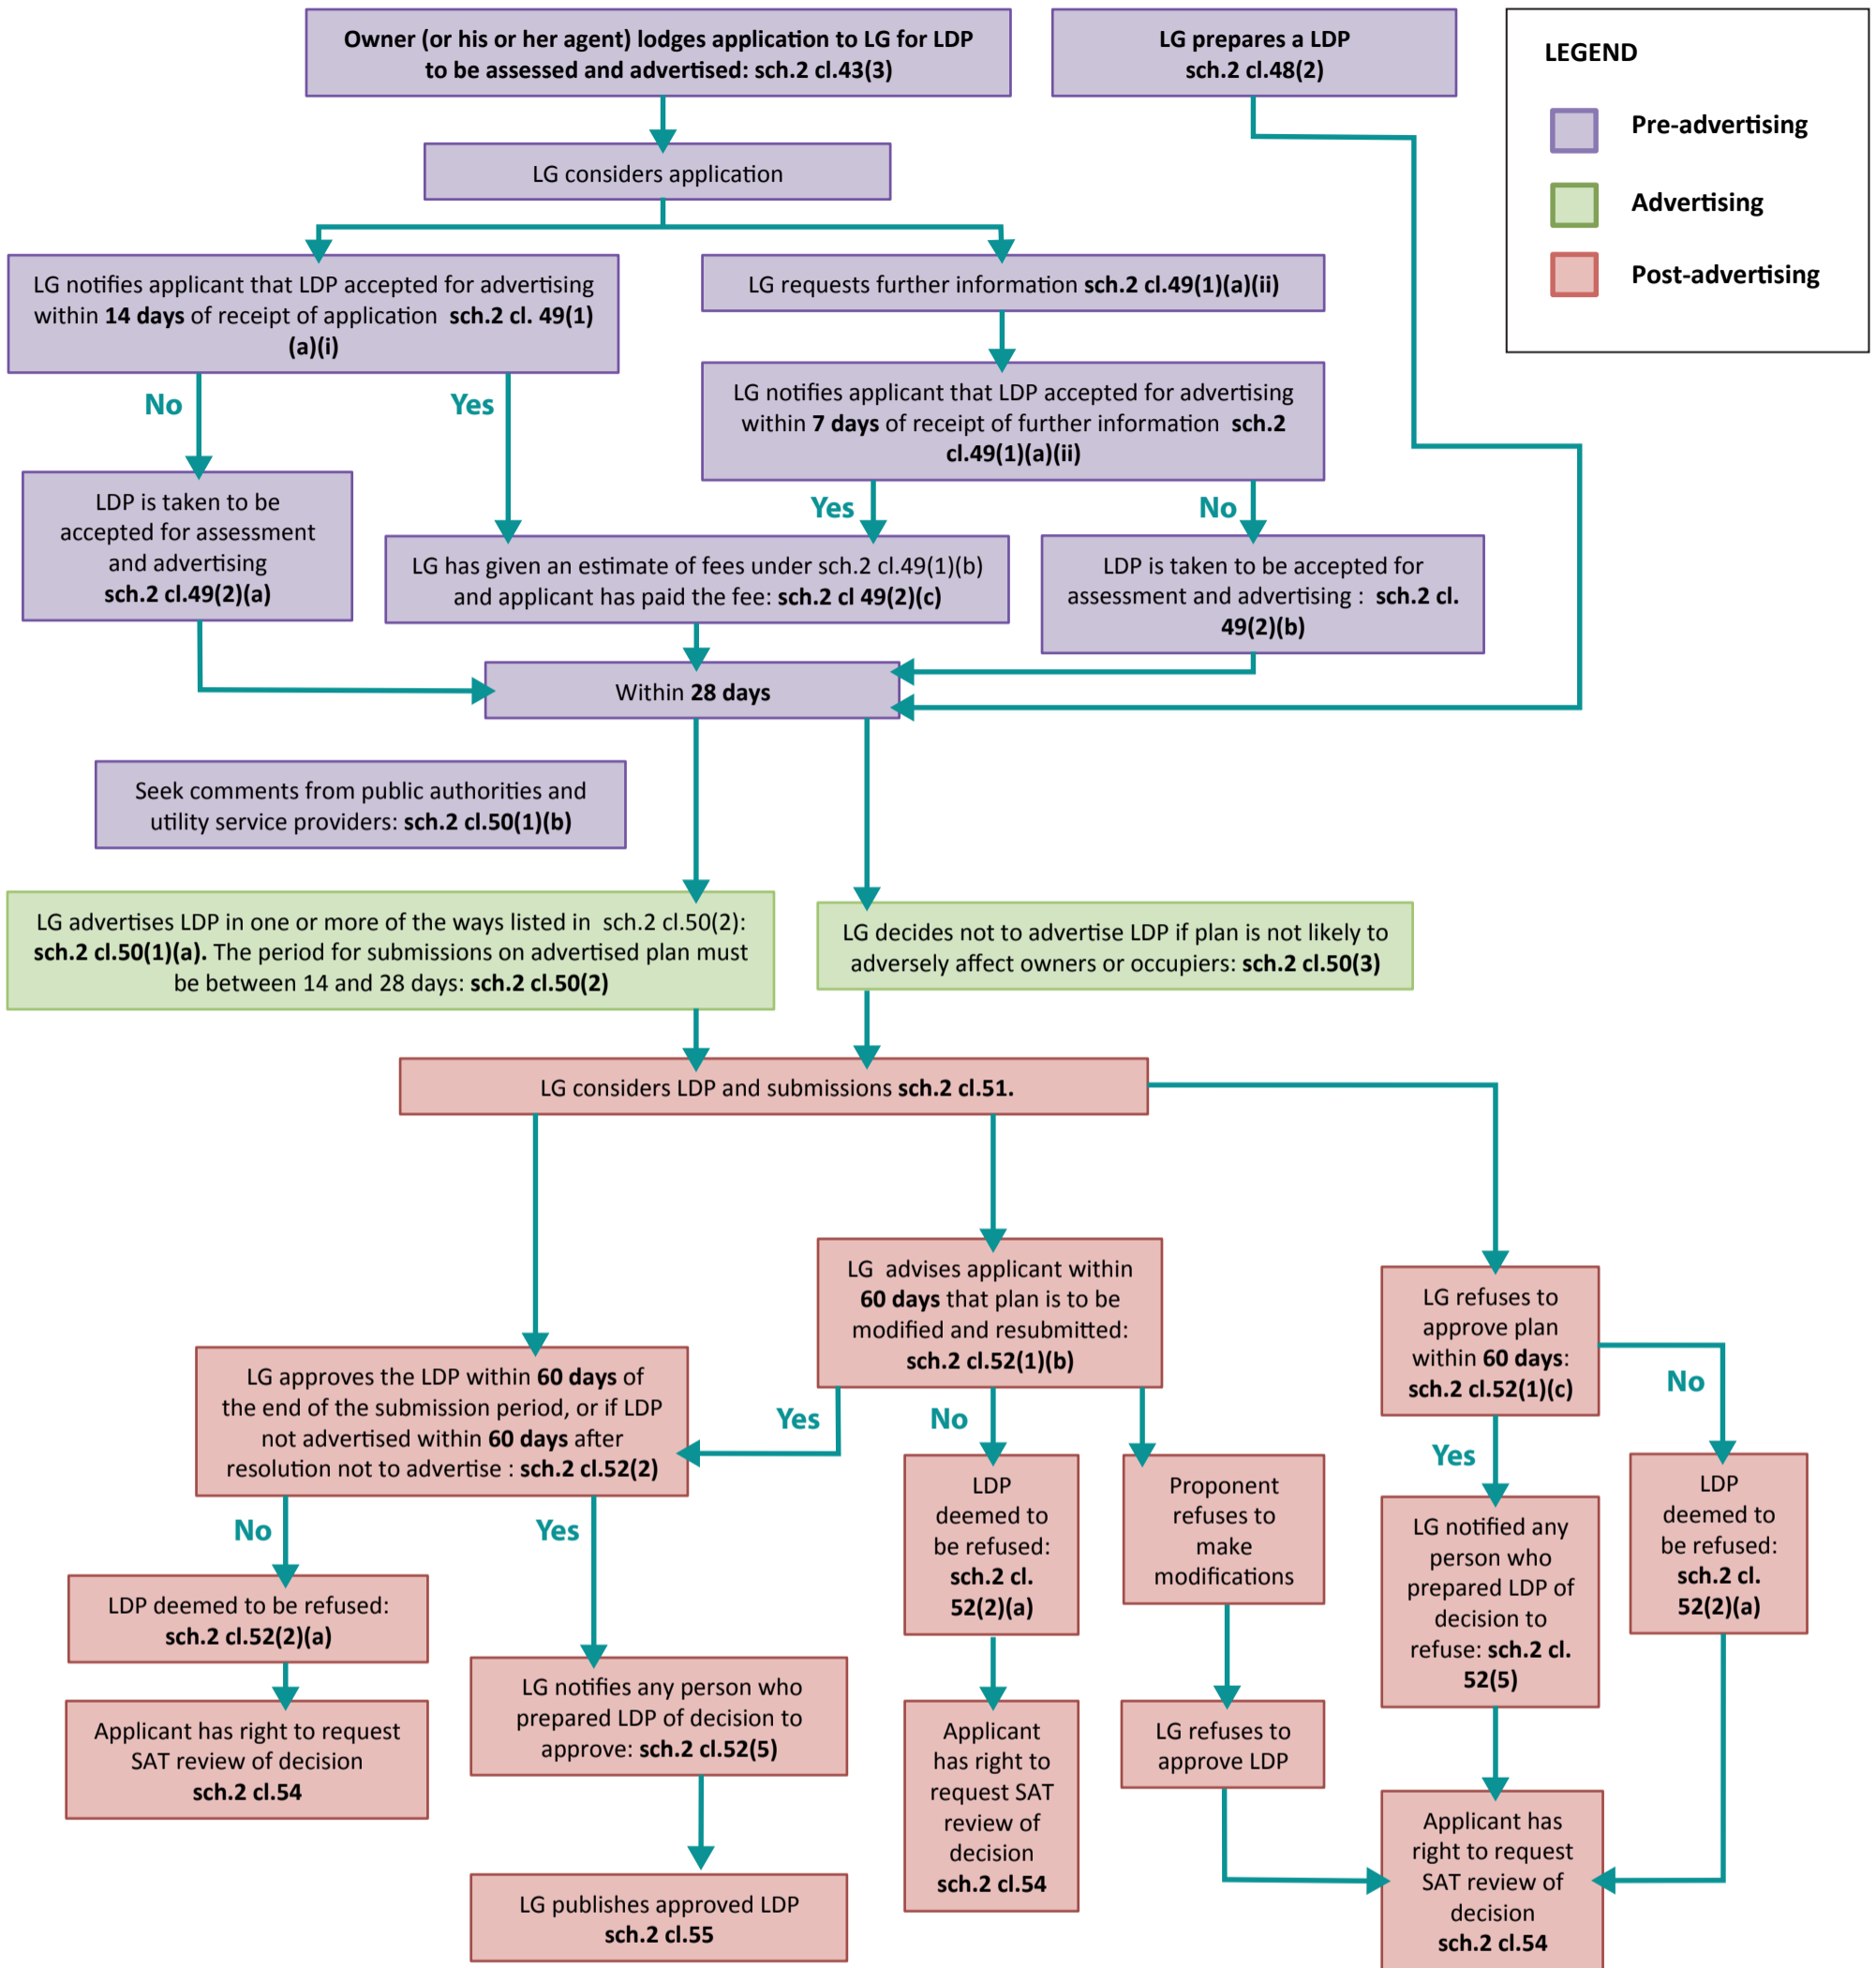 Owner (or his or her agent) lodges application to LG for LDP
to be assessed and advertised: sch.2 cl.43(3)
LG prepares a LDP
sch.2 cl.48(2)
LEGEND
Pre-advertising
Advertising
Post-advertising
LG considers application
LG notifies applicant that LDP accepted for advertising
within 14 days of receipt of application sch.2 cl. 49(1)
(a)(i)
LG requests further information sch.2 cl.49(1)(a)(ii)
LG notifies applicant that LDP accepted for advertising
within 7 days of receipt of further information sch.2
cl.49(1)(a)(ii)
No
Yes
Yes
No
LDP is taken to be
accepted for assessment
and advertising
sch.2 cl.49(2)(a)
LG has given an estimate of fees under sch.2 cl.49(1)(b)
and applicant has paid the fee: sch.2 cl 49(2)(c)
LDP is taken to be accepted for
assessment and advertising : sch.2 cl.
49(2)(b)
Within 28 days
Seek comments from public authorities and
utility service providers: sch.2 cl.50(1)(b)
LG advertises LDP in one or more of the ways listed in sch.2 cl.50(2):
sch.2 cl.50(1)(a). The period for submissions on advertised plan must
be between 14 and 28 days: sch.2 cl.50(2)
LG decides not to advertise LDP if plan is not likely to
adversely affect owners or occupiers: sch.2 cl.50(3)
LG considers LDP and submissions sch.2 cl.51.
LG advises applicant within
60 days that plan is to be
modified and resubmitted:
sch.2 cl.52(1)(b)
LG refuses to
approve plan
within 60 days:
sch.2 cl.52(1)(c)
LG approves the LDP within 60 days of
the end of the submission period, or if LDP
not advertised within 60 days after
resolution not to advertise : sch.2 cl.52(2)
Yes
No
No
Yes
No
Yes
LDP
deemed to
be refused:
sch.2 cl.
52(2)(a)
Proponent
refuses to
make
modifications
LG notified any
person who
prepared LDP of
decision to
refuse: sch.2 cl.
52(5)
LDP
deemed to
be refused:
sch.2 cl.
52(2)(a)
LDP deemed to be refused:
sch.2 cl.52(2)(a)
LG notifies any person who
prepared LDP of decision to
approve: sch.2 cl.52(5)
Applicant has right to request
SAT review of decision
sch.2 cl.54
Applicant
has right to
request SAT
review of
decision
sch.2 cl.54
LG refuses to
approve LDP
Applicant has
right to request
SAT review of
decision
sch.2 cl.54
LG publishes approved LDP
sch.2 cl.55